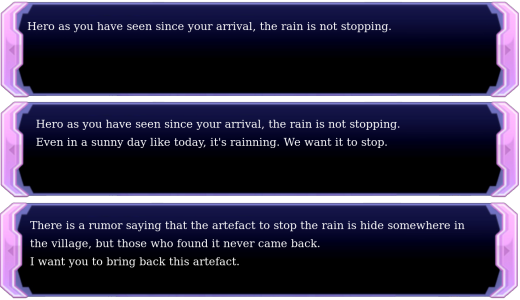 Hero as you have seen since your arrival, the rain is not stopping.
Hero as you have seen since your arrival, the rain is not stopping.
Even in a sunny day like today, it's rainning. We want it to stop.
There is a rumor saying that the artefact to stop the rain is hide somewhere in
the village, but those who found it never came back.
I want you to bring back this artefact.